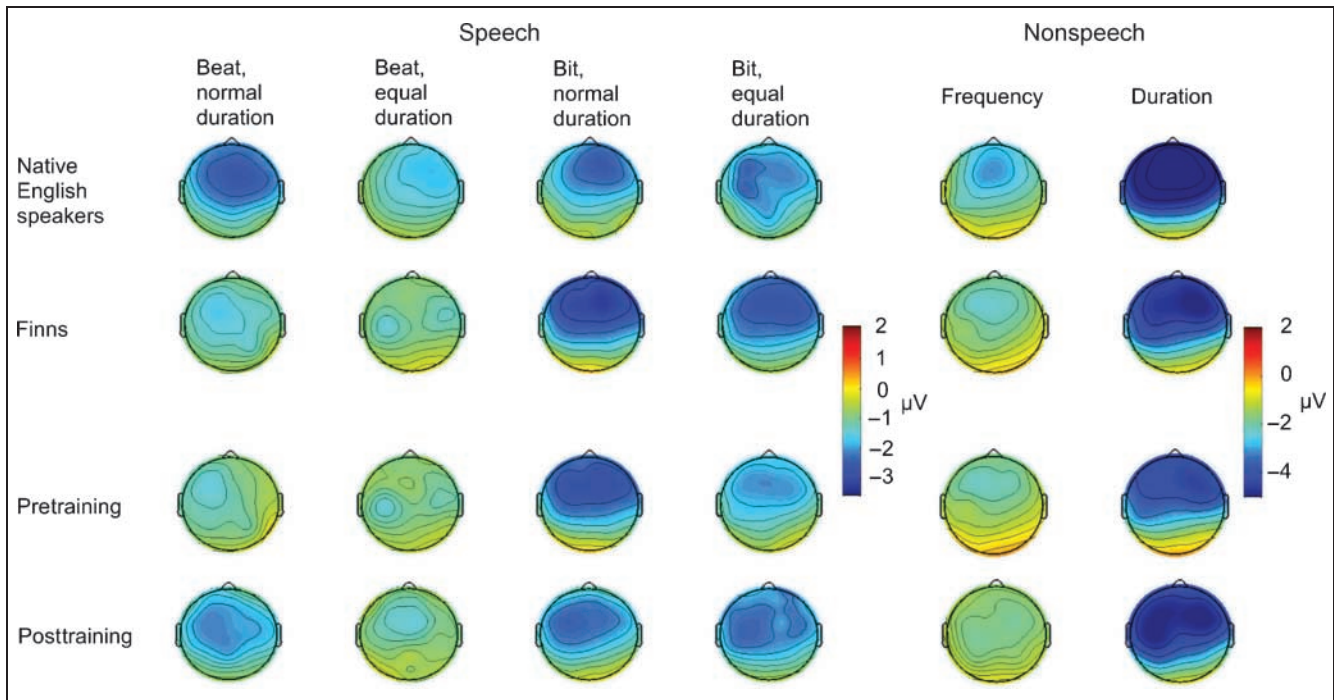 Speech
Nonspeech
Beat,
normal
duration
Beat,
equal
duration
Bit,
normal
duration
Bit,
equal
duration
Frequency
Duration
Native
English
speakers
Finns
2
1
0
–1
–2
–3
µV
2
0
–2
–4
µV
Pretraining
Posttraining